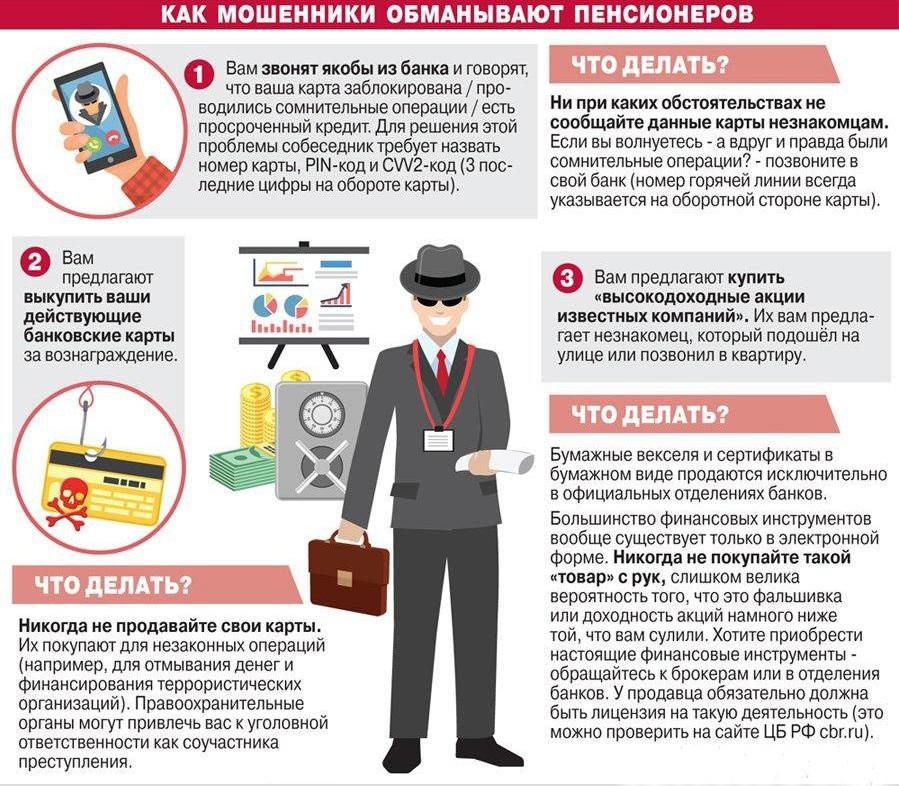 КАК МОШЕННИКИ ОБМАНЫВАЮТ ПЕНСИОНЕРОВ
1 Вам звонят якобы из банка и говорят,
что ваша карта заблокирована / про-
водились сомнительные операции / есть
просроченный кредит. Для решения этой
проблемы собеседник требует назвать
номер карты, PIN-код и CVV2-код (3 пос-
ледние цифры на обороте карты).
ЧТО ДЕЛАТЬ?
Ни при каких обстоятельствах не
сообщайте данные карты незнакомцам.
Если вы волнуетесь - а вдруг и правда были
сомнительные операции? - позвоните в
свой банк (номер горячей линии всегда
указывается на оборотной стороне карты).
2 Вам
предлагают
выкупить ваши
действующие
банковские карты
за вознаграждение.
ЧТО ДЕЛАТЬ?
Никогда не продавайте свои карты.
Их покупают для незаконных операций
(например, для отмывания денег и
финансирования террористических
организаций). Правоохранительные
органы могут привлечь вас к уголовной
ответственности как соучастника
преступления.
3 Вам предлагают купить
«высокодоходные акции
известных компаний». Их вам предла-
гает незнакомец, который подошёл на
улице или позвонил в квартиру.
ЧТО ДЕЛАТЬ?
Бумажные векселя и сертификаты в
бумажном виде продаются исключительно
в официальных отделениях банков.
Большинство финансовых инструментов
вообще существует только в электронной
форме. Никогда не покупайте такой
«товар» с рук, слишком велика
вероятность того, что это фальшивка
или доходность акций намного ниже
той, что вам сулили. Хотите приобрести
настоящие финансовые инструменты -
обращайтесь к брокерам или в отделения
банков. У продавца обязательно должна
быть лицензия на такую деятельность (это
можно проверить на сайте ЦБ РФ cbr.ru).